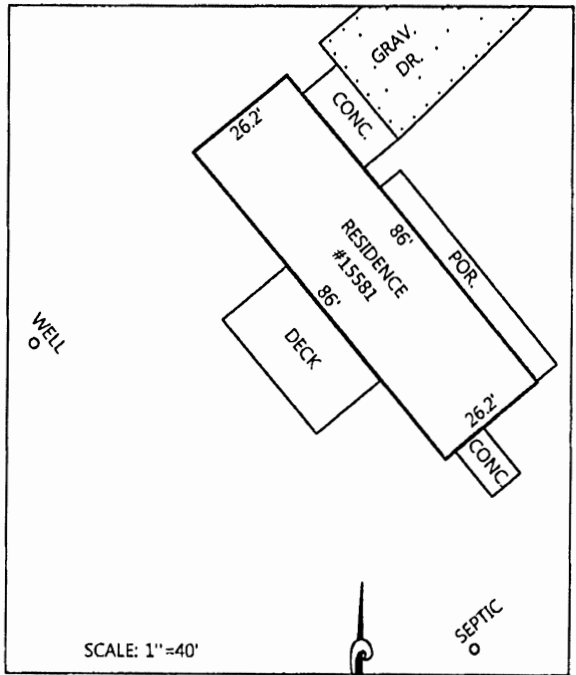 GRAV.
DR.
CONC.
26.2'
86'
RESIDENCE
#15581
POR.
86'
DECK
WELL
26.2'
CONC.
SEPTIC
SCALE: 1"=40'